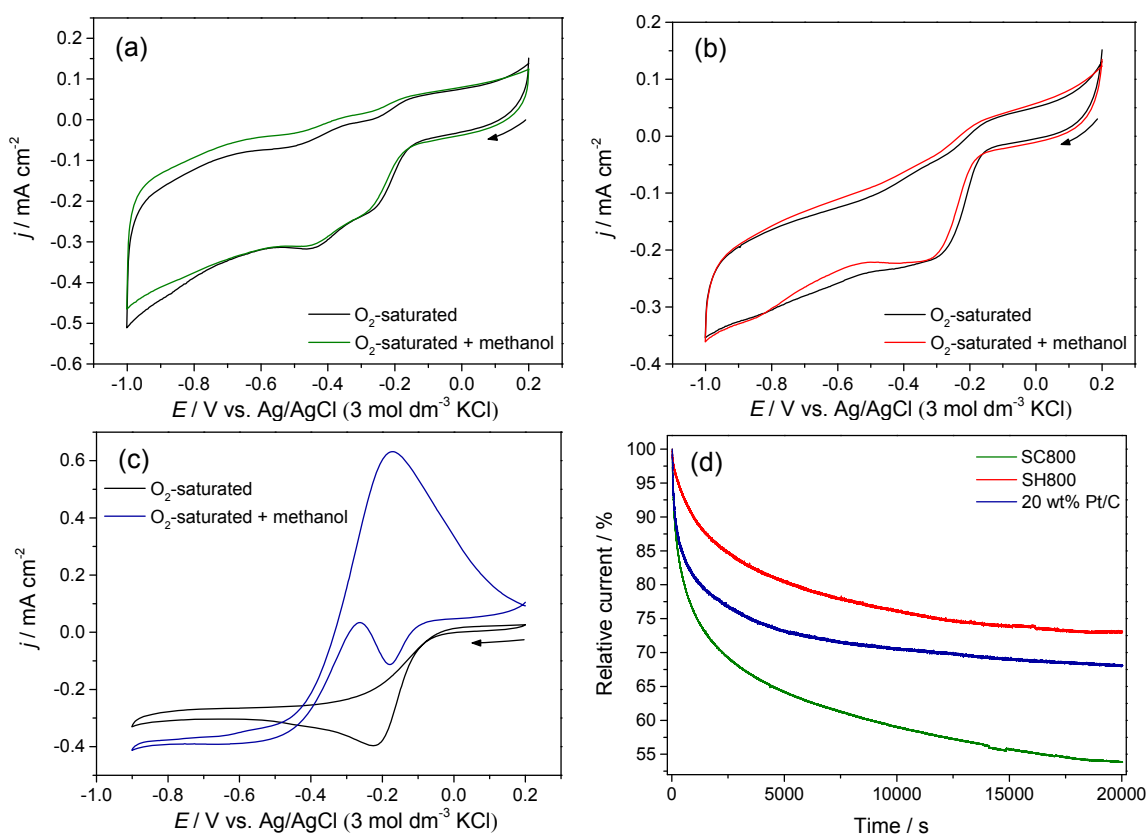 (a)
0.2
0.1
0.0
-0.1
-0.2
-0.3
-0.4
-0.5
-0.6
j / mA cm⁻²
O₂-saturated
O₂-saturated + methanol
-1.0 -0.8 -0.6 -0.4 -0.2 0.0 0.2
E / V vs. Ag/AgCl (3 mol dm⁻³ KCl)
(b)
0.2
0.1
0.0
-0.1
-0.2
-0.3
-0.4
j / mA cm⁻²
O₂-saturated
O₂-saturated + methanol
-1.0 -0.8 -0.6 -0.4 -0.2 0.0 0.2
E / V vs. Ag/AgCl (3 mol dm⁻³ KCl)
(c)
0.6
0.4
0.2
0.0
-0.2
-0.4
j / mA cm⁻²
O₂-saturated
O₂-saturated + methanol
-1.0 -0.8 -0.6 -0.4 -0.2 0.0 0.2
E / V vs. Ag/AgCl (3 mol dm⁻³ KCl)
(d)
100
95
90
85
80
75
70
65
60
55
Relative current / %
SC800
SH800
20 wt% Pt/C
0 5000 10000 15000 20000
Time / s